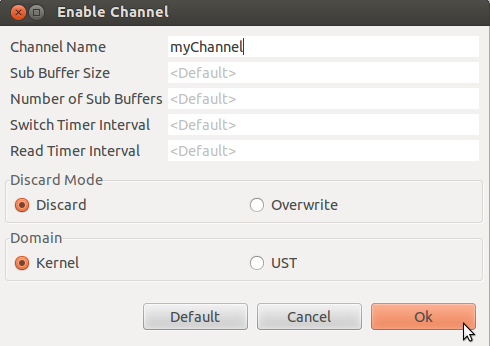 Enable Channel
Channel Name myChannel
Sub Buffer Size <Default>
Number of Sub Buffers <Default>
Switch Timer Interval <Default>
Read Timer Interval <Default>
Discard Mode
Discard Overwrite
Domain
Kernel UST
Default Cancel Ok